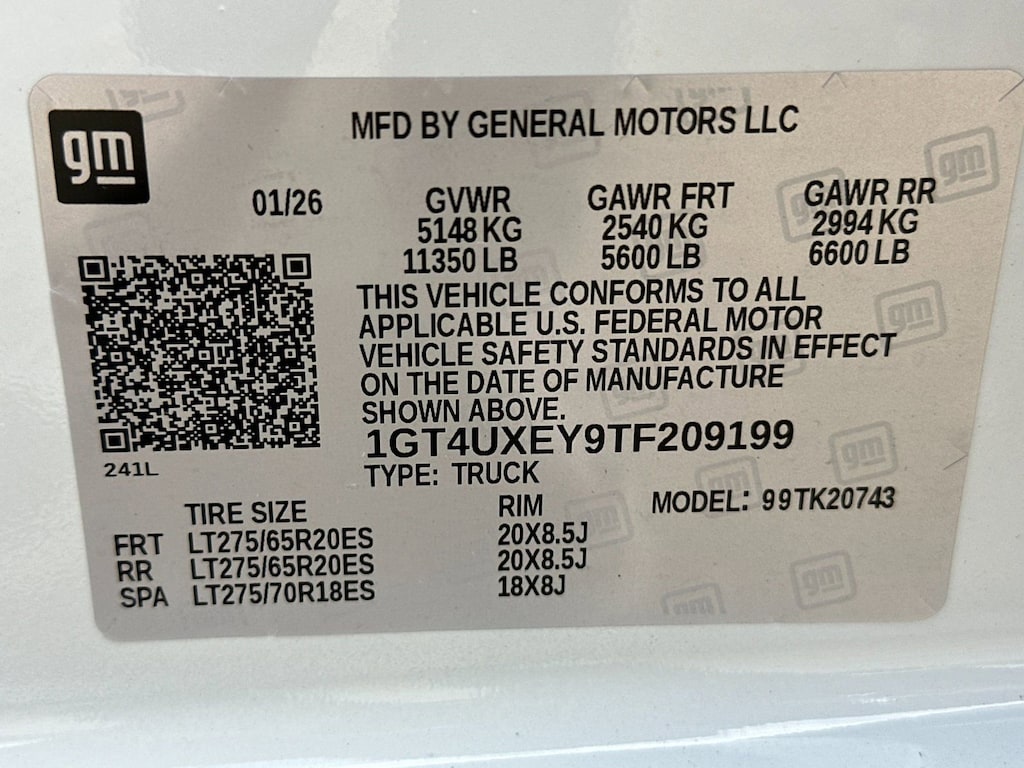 gm
MFD BY GENERAL MOTORS LLC
01/26 GVWR GAWR FRT GAWR RR
5148 KG 2540 KG 2994 KG
11350 LB 5600 LB 6600 LB
THIS VEHICLE CONFORMS TO ALL
APPLICABLE U.S. FEDERAL MOTOR
VEHICLE SAFETY STANDARDS IN EFFECT
ON THE DATE OF MANUFACTURE
SHOWN ABOVE.
1GT4UXEY9TF209199
241L
TYPE: TRUCK
TIRE SIZE RIM MODEL: 99TK20743
FRT LT275/65R20ES 20X8.5J
RR LT275/65R20ES 20X8.5J
SPA LT275/70R18ES 18X8J